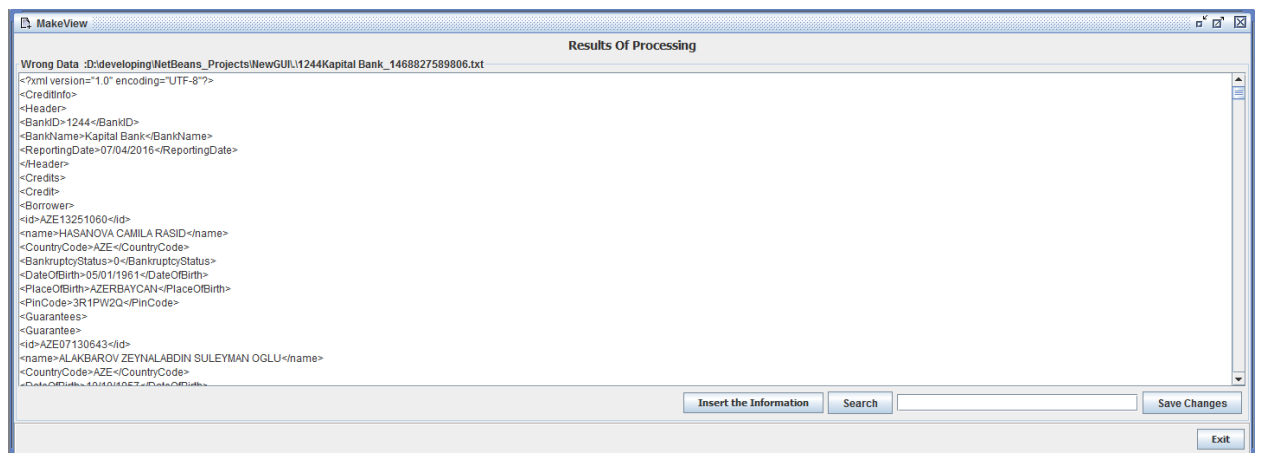 MakeView
Results Of Processing
Wrong Data :D:\developing\NetBeans_Projects\NewGUI\.\1244Kapital Bank_1468827589806.txt
<?xml version="1.0" encoding="UTF-8"?>
<CreditInfo>
<Header>
<BankID>1244</BankID>
<BankName>Kapital Bank</BankName>
<ReportingDate>07/04/2016</ReportingDate>
</Header>
<Credits>
<Credit>
<Borrower>
<id>AZE13251060</id>
<name>HASANOVA CAMILA RASID</name>
<CountryCode>AZE</CountryCode>
<BankruptcyStatus>0</BankruptcyStatus>
<DateOfBirth>05/01/1961</DateOfBirth>
<PlaceOfBirth>AZERBAYCAN</PlaceOfBirth>
<PinCode>3R1PW2Q</PinCode>
<Guarantees>
<Guarantee>
<id>AZE07130643</id>
<name>ALAKBAROV ZEYNALABDIN SULEYMAN OGLU</name>
<CountryCode>AZE</CountryCode>
Insert the Information Search Save Changes
Exit